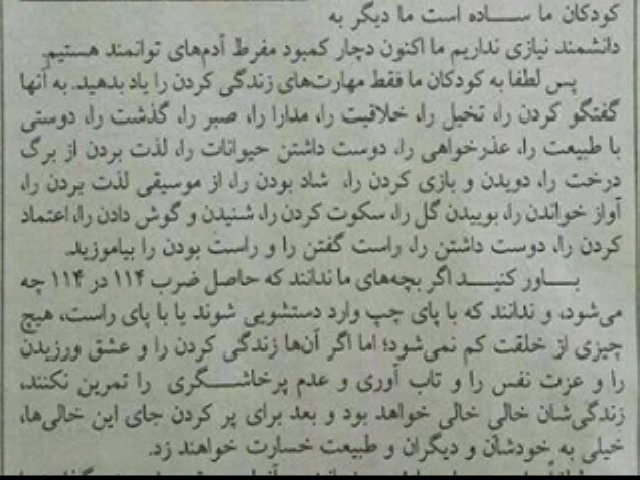 کودکان ما ساده است ما دیگر به
دانشمند نیازی نداریم ما اکنون دچار کمبود مفرط آدم‌های توانمند هستیم.
پس لطفا به کودکان ما فقط مهارت‌های زندگی کردن را یاد بدهید. به آنها
گفتگو کردن را، تخیل را، خلاقیت را، مدارا را، صبر را، گذشت را، دوستی
با طبیعت را، عذرخواهی را، دوست داشتن حیوانات را، لذت بردن از برگ
درخت را، دویدن و بازی کردن را، شاد بودن را، از موسیقی لذت بردن را،
آواز خواندن را، بوییدن گل را، سکوت کردن را، شنیدن و گوش دادن را، اعتماد
کردن را، دوست داشتن را، راست گفتن را و راست بودن را بیاموزید.
باور کنید اگر بچه‌های ما ندانند که حاصل ضرب ۱۱۴ در ۱۱۴ چه
می‌شود، و ندانند که با پای چپ وارد دستشویی شوند یا با پای راست، هیچ
چیزی از خلقت کم نمی‌شود؛ اما اگر آن‌ها زندگی کردن را و عشق ورزیدن
را و عزت نفس را و تاب آوری و عدم پرخاشگری را تمرین نکنند،
زندگی‌شان خالی خالی خواهد بود و بعد برای پر کردن جای این خالی‌ها،
خیلی به خودشان و دیگران و طبیعت خسارت خواهند زد.